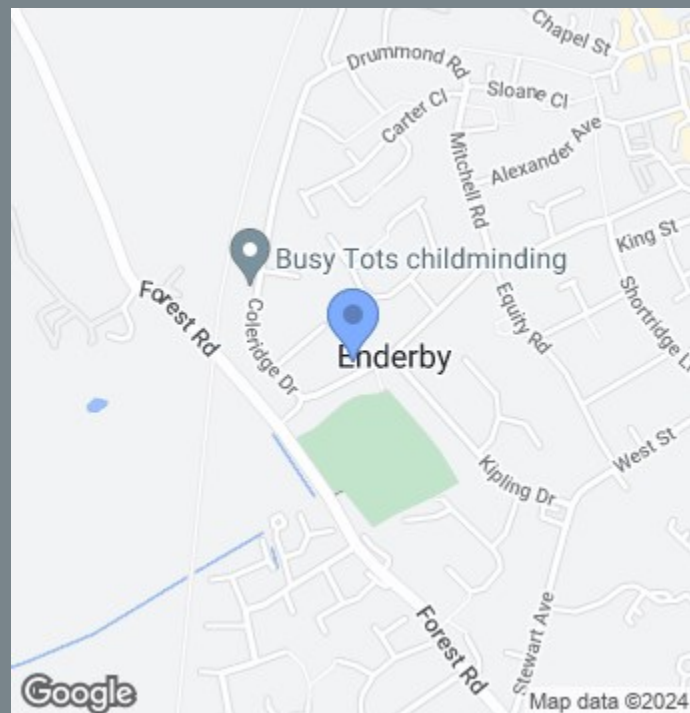 Chapel St
Drummond Rd
Sloane Cl
Carter Cl
Alexander Ave
Mitchell Rd
King St
Busy Tots childminding
Shortridge L
Forest Rd
Coleridge Dr
Equity Rd
Enderby
West St
Kipling Dr
Stewart Ave
Forest Rd
Google
Map data ©2024